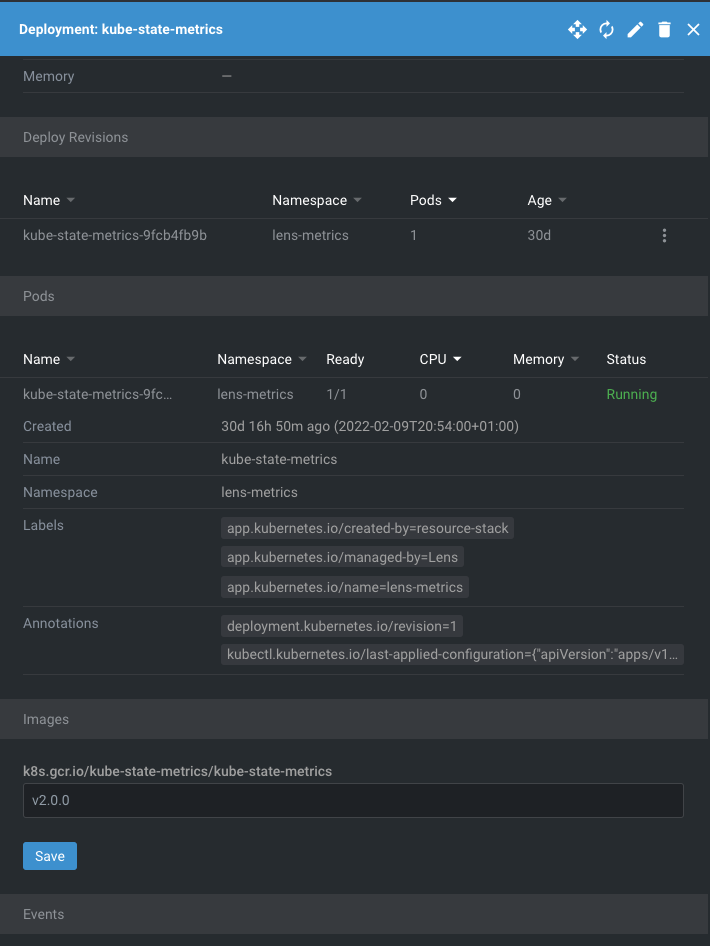 Deployment: kube-state-metrics
Memory —
Deploy Revisions
Name Namespace Pods Age
kube-state-metrics-9fcb4fb9b lens-metrics 1 30d
Pods
Name Namespace Ready CPU Memory Status
kube-state-metrics-9fc... lens-metrics 1/1 0 0 Running
Created 30d 16h 50m ago (2022-02-09T20:54:00+01:00)
Name kube-state-metrics
Namespace lens-metrics
Labels app.kubernetes.io/created-by=resource-stack
app.kubernetes.io/managed-by=Lens
app.kubernetes.io/name=lens-metrics
Annotations deployment.kubernetes.io/revision=1
kubectl.kubernetes.io/last-applied-configuration={"apiVersion":"apps/v1...
Images
k8s.gcr.io/kube-state-metrics/kube-state-metrics
v2.0.0
Save
Events